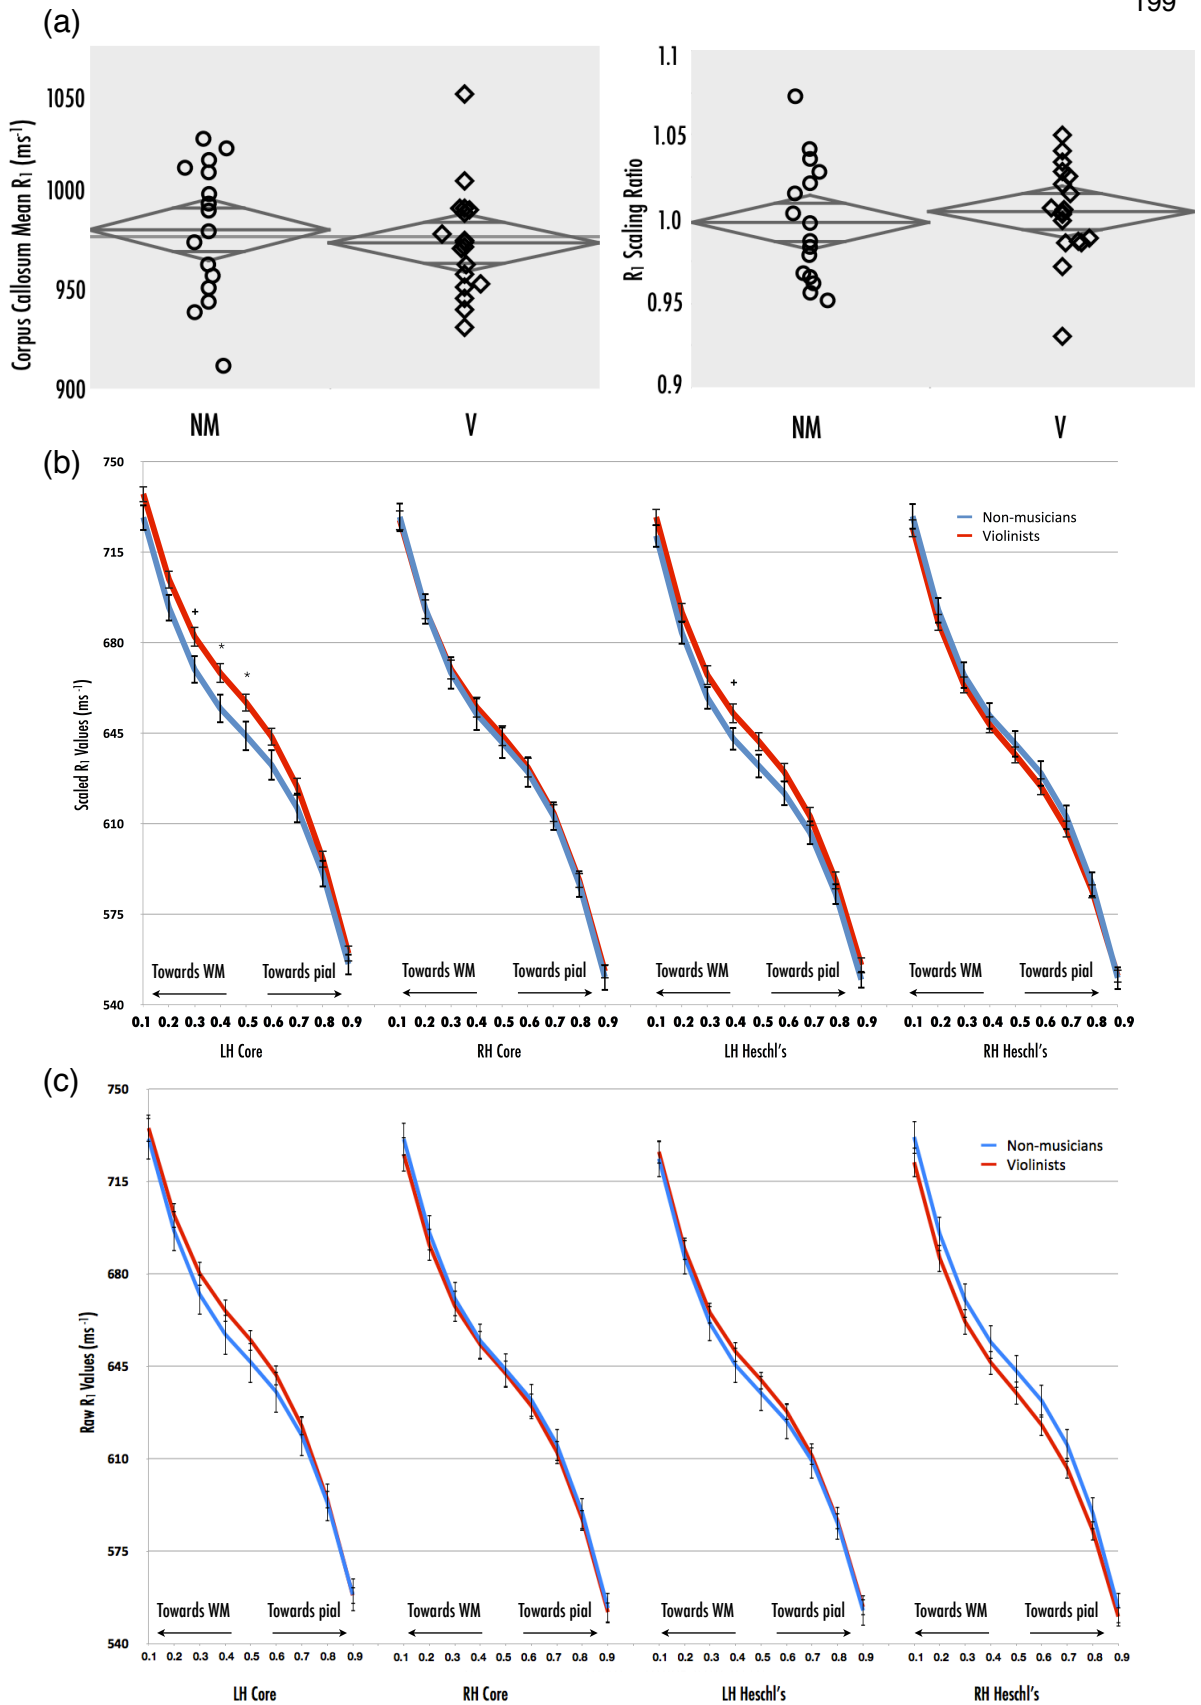 199
(a)
1050
1000
950
900
Corpus Callosum Mean R1 (ms-1)
NM
V
1.1
1.05
1.0
0.95
0.9
R1 Scaling Ratio
NM
V
(b)
750
715
680
645
610
575
540
Scaled R1 Values (ms -1)
Non-musicians
Violinists
+
*
*
+
Towards WM
Towards pial
Towards WM
Towards pial
Towards WM
Towards pial
Towards WM
Towards pial
0.1 0.2 0.3 0.4 0.5 0.6 0.7 0.8 0.9
0.1 0.2 0.3 0.4 0.5 0.6 0.7 0.8 0.9
0.1 0.2 0.3 0.4 0.5 0.6 0.7 0.8 0.9
0.1 0.2 0.3 0.4 0.5 0.6 0.7 0.8 0.9
LH Core
RH Core
LH Heschl's
RH Heschl's
(c)
750
715
680
645
610
575
540
Raw R1 Values (ms -1)
Non-musicians
Violinists
Towards WM
Towards pial
Towards WM
Towards pial
Towards WM
Towards pial
Towards WM
Towards pial
0.1 0.2 0.3 0.4 0.5 0.6 0.7 0.8 0.9
0.1 0.2 0.3 0.4 0.5 0.6 0.7 0.8 0.9
0.1 0.2 0.3 0.4 0.5 0.6 0.7 0.8 0.9
0.1 0.2 0.3 0.4 0.5 0.6 0.7 0.8 0.9
LH Core
RH Core
LH Heschl's
RH Heschl's